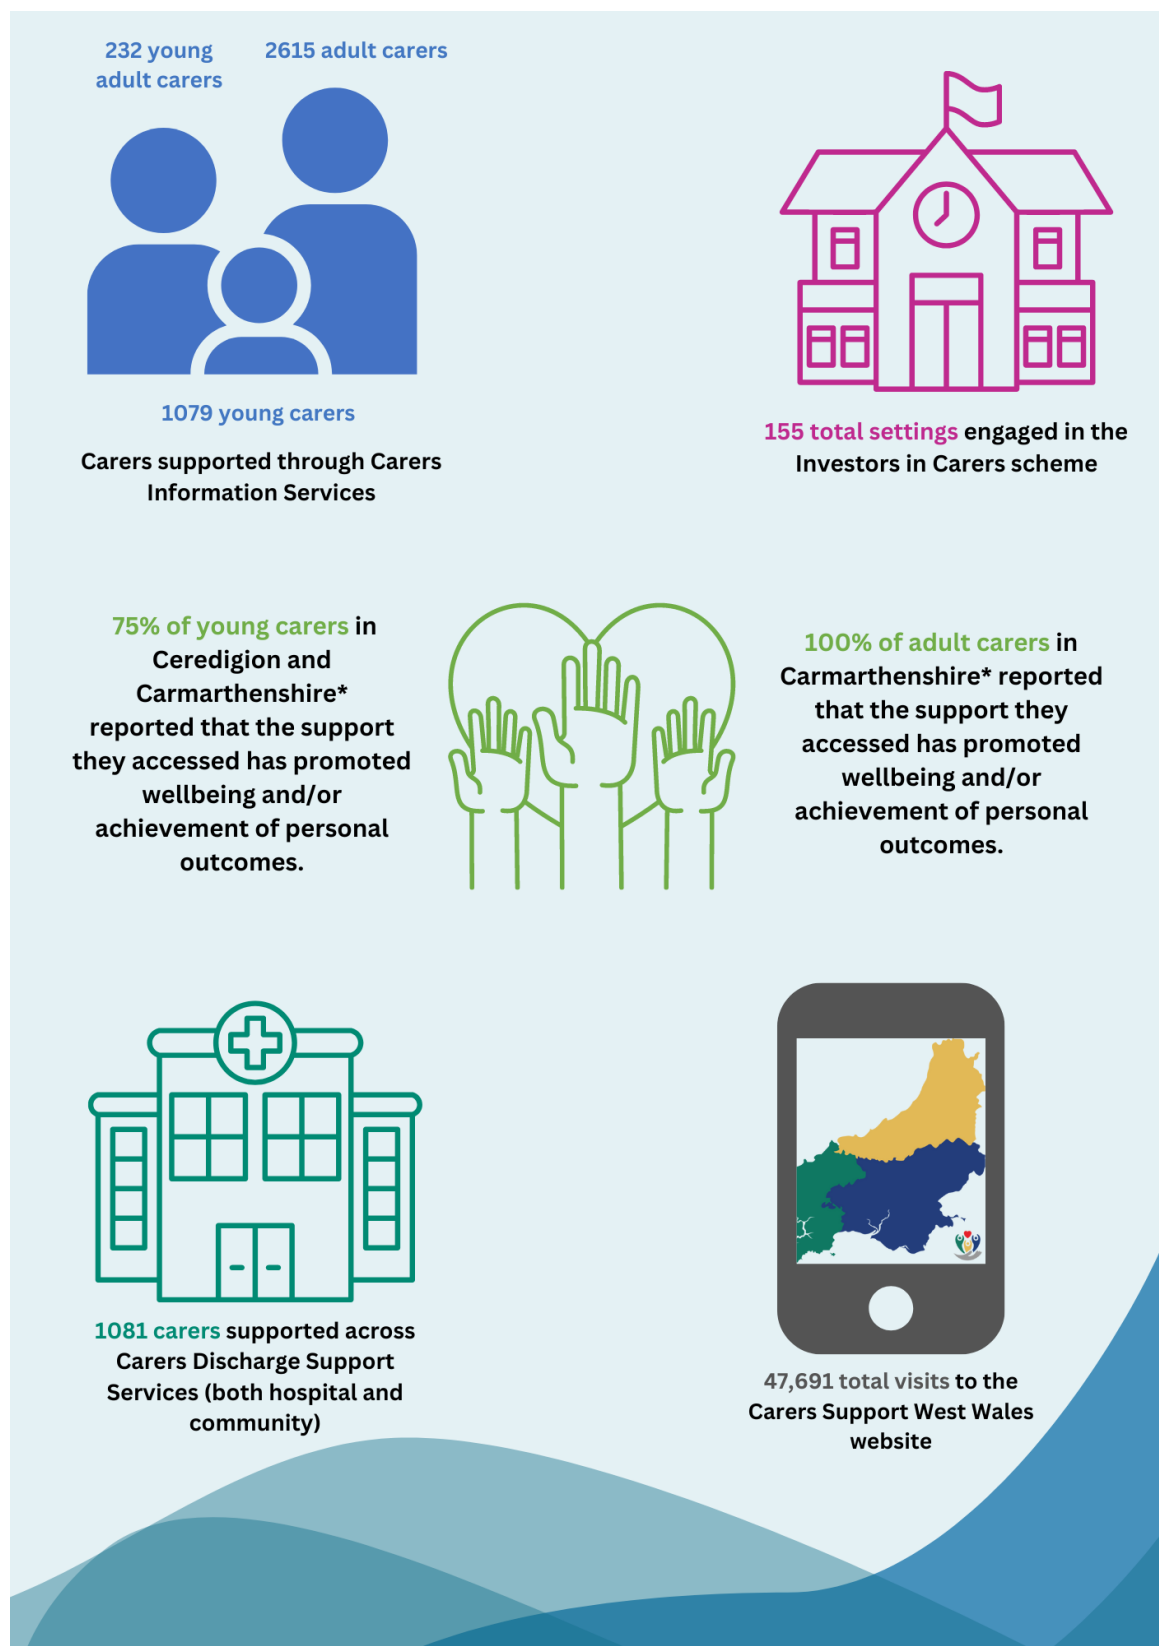 232 young
adult carers
2615 adult carers
1079 young carers
Carers supported through Carers
Information Services
155 total settings engaged in the
Investors in Carers scheme
75% of young carers in
Ceredigion and
Carmarthenshire*
reported that the support
they accessed has promoted
wellbeing and/or
achievement of personal
outcomes.
100% of adult carers in
Carmarthenshire* reported
that the support they
accessed has promoted
wellbeing and/or
achievement of personal
outcomes.
1081 carers supported across
Carers Discharge Support
Services (both hospital and
community)
47,691 total visits to the
Carers Support West Wales
website